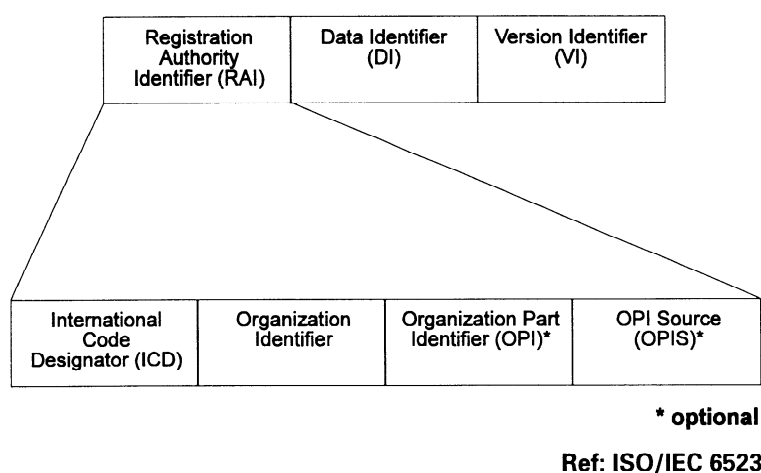 Registration
Authority
Identifier (RAI)
Data Identifier
(DI)
Version Identifier
(VI)
International
Code
Designator (ICD)
Organization
Identifier
Organization Part
Identifier (OPI)*
OPI Source
(OPIS)*
* optional
Ref: ISO/IEC 6523